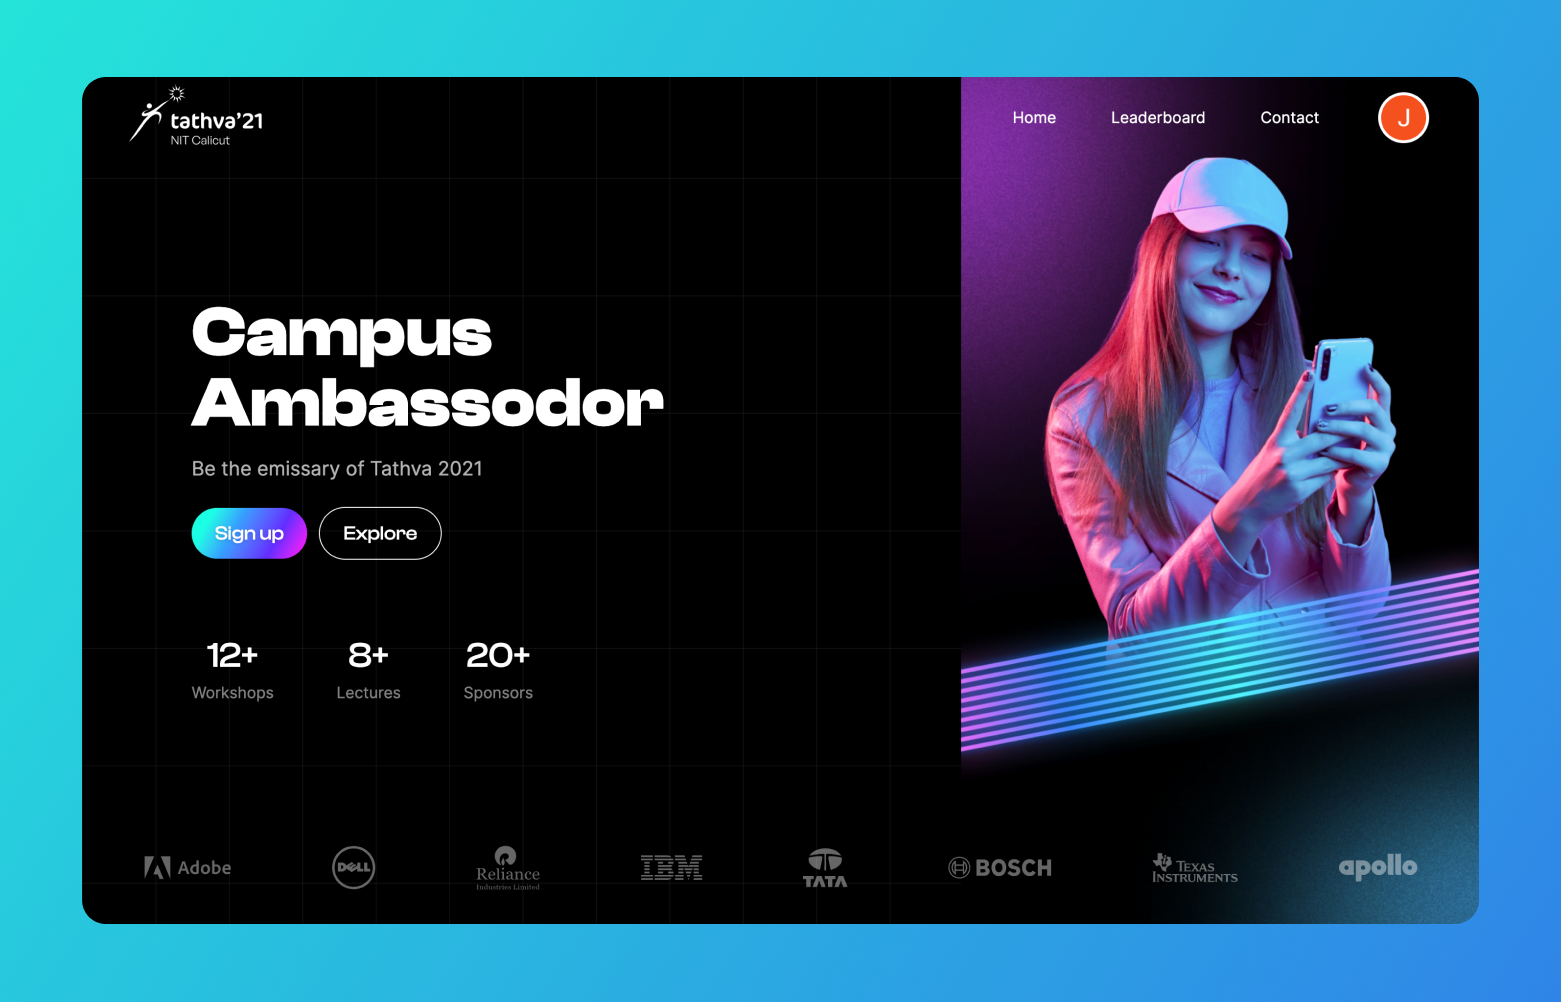 tathva'21
NIT Calicut
Home Leaderboard Contact J
Campus
Ambassodor
Be the emissary of Tathva 2021
Sign up Explore
12+ 8+ 20+
Workshops Lectures Sponsors
Adobe DELL Reliance Industries Limited IBM TATA BOSCH TEXAS INSTRUMENTS apollo